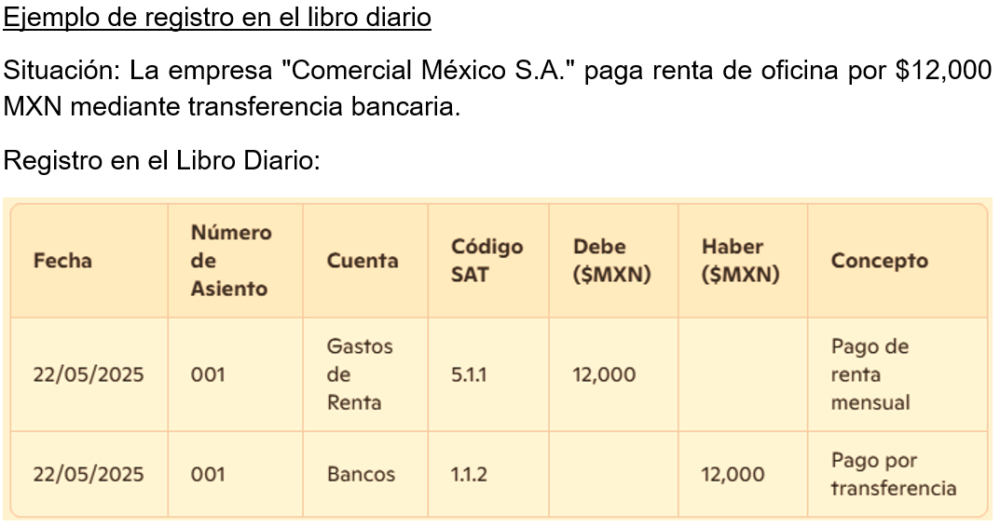 Ejemplo de registro en el libro diario
Situación: La empresa "Comercial México S.A." paga renta de oficina por $12,000
MXN mediante transferencia bancaria.
Registro en el Libro Diario:
Fecha
Número
de
Asiento
Cuenta
Código
SAT
Debe
($MXN)
Haber
($MXN)
Concepto
22/05/2025
001
Gastos
de
Renta
5.1.1
12,000
Pago de
renta
mensual
22/05/2025
001
Bancos
1.1.2
12,000
Pago por
transferencia